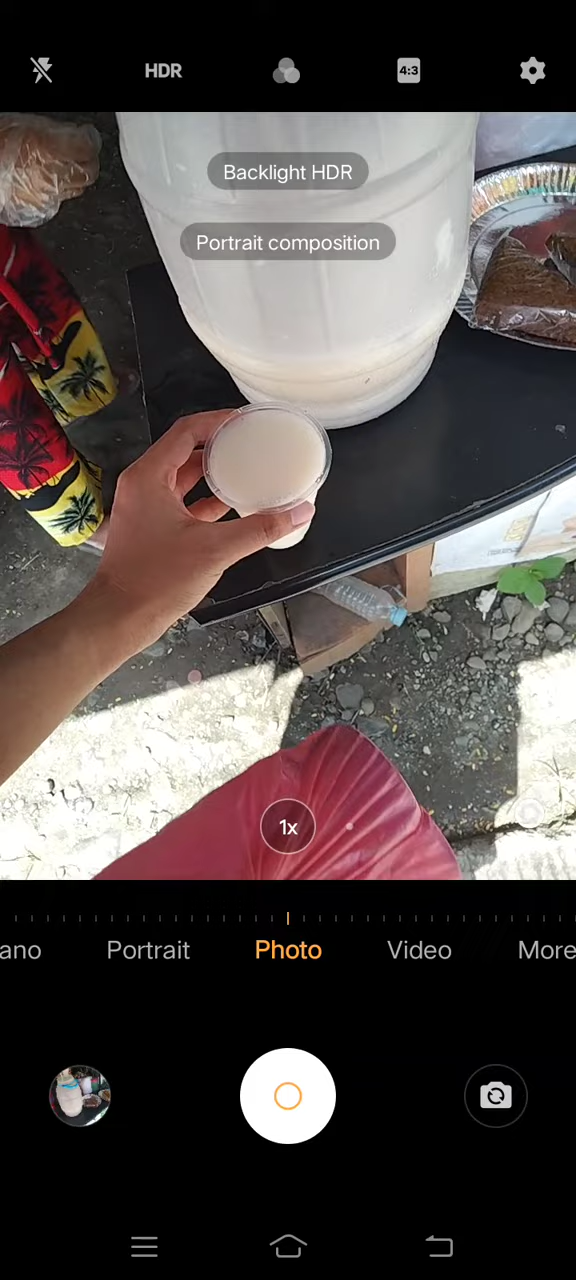 HDR
4:3
Backlight HDR
Portrait composition
1x
ano
Portrait
Photo
Video
More